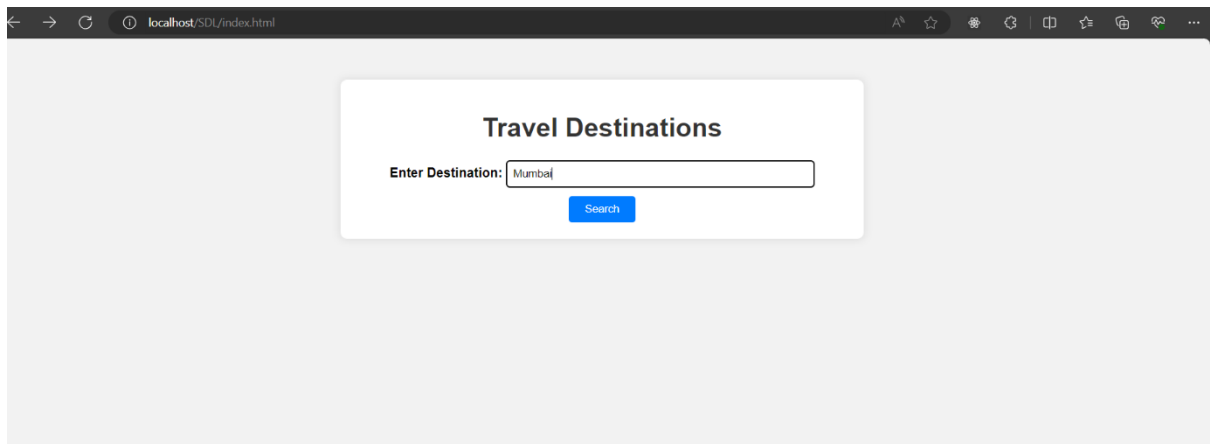 localhost/SDL/index.html
Travel Destinations
Enter Destination: Mumbai
Search